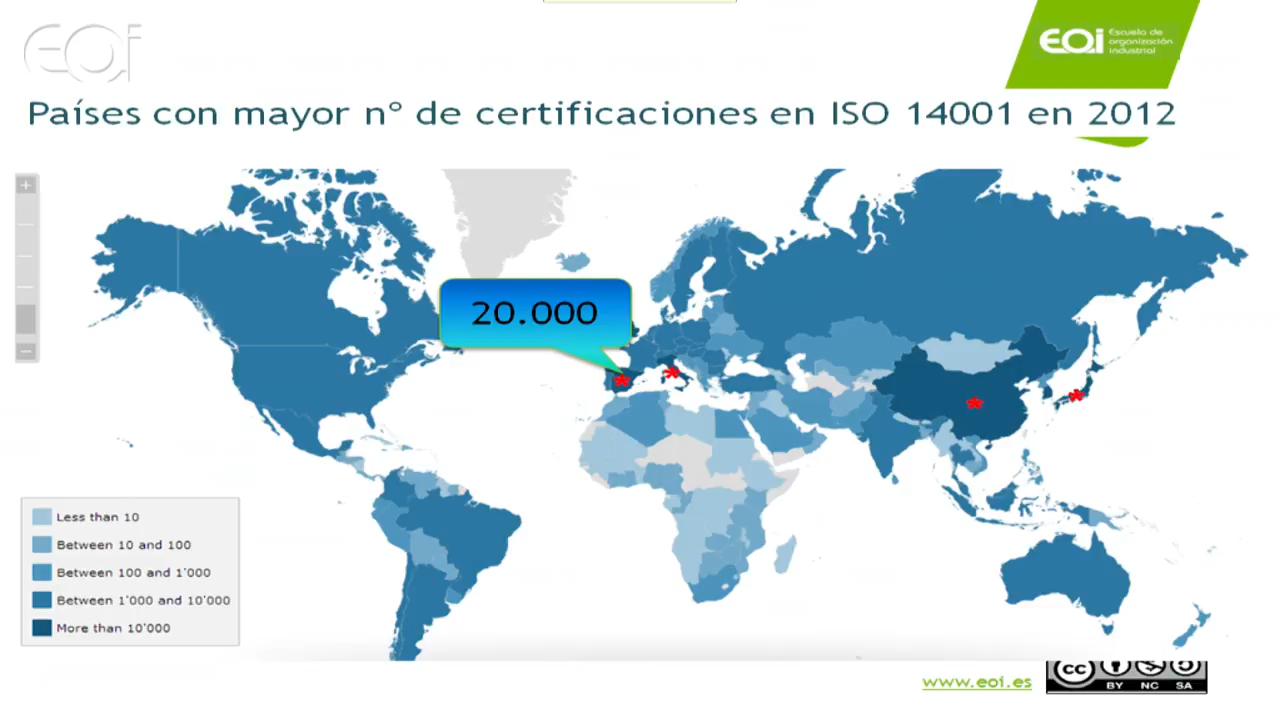 eoi
eoi Escuela de
organización
industrial
Países con mayor nº de certificaciones en ISO 14001 en 2012
+
20.000
Less than 10
Between 10 and 100
Between 100 and 1'000
Between 1'000 and 10'000
More than 10'000
−
www.eoi.es
cc
BY NC SA